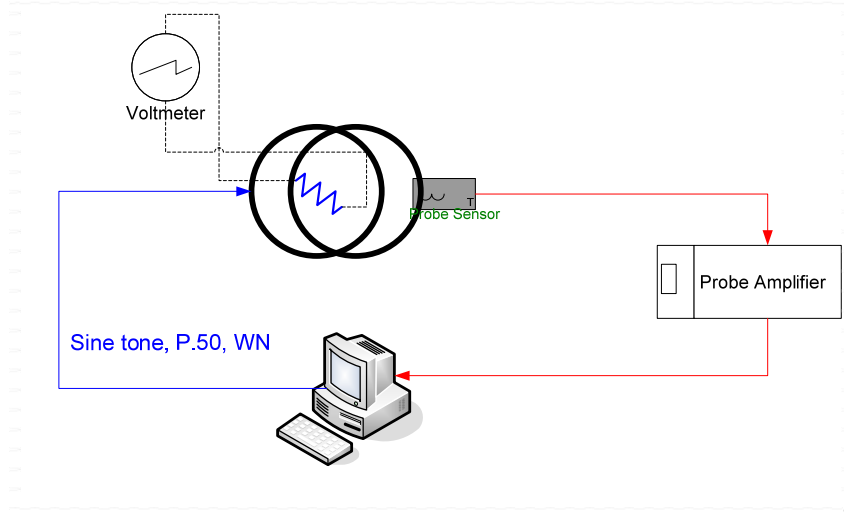 Voltmeter
T
Probe Sensor
Probe Amplifier
Sine tone, P.50, WN